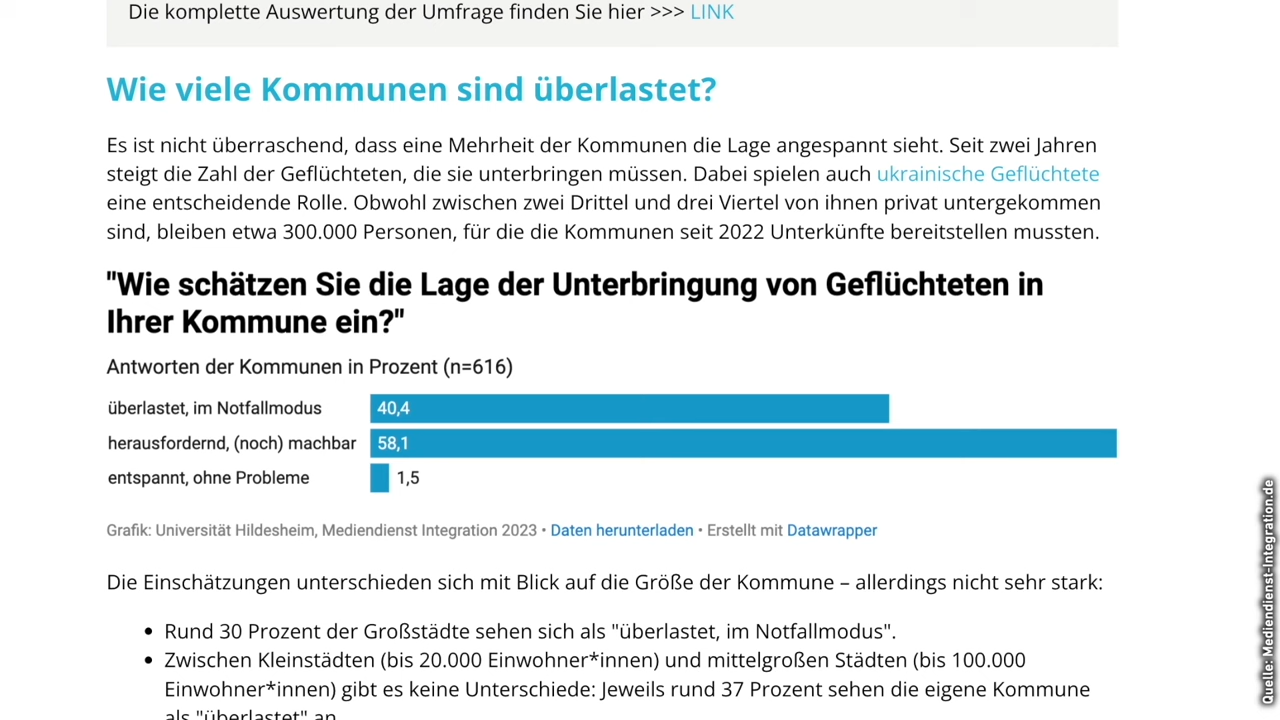 Die komplette Auswertung der Umfrage finden Sie hier >>> LINK
Wie viele Kommunen sind überlastet?
Es ist nicht überraschend, dass eine Mehrheit der Kommunen die Lage angespannt sieht. Seit zwei Jahren
steigt die Zahl der Geflüchteten, die sie unterbringen müssen. Dabei spielen auch ukrainische Geflüchtete
eine entscheidende Rolle. Obwohl zwischen zwei Drittel und drei Viertel von ihnen privat untergekommen
sind, bleiben etwa 300.000 Personen, für die die Kommunen seit 2022 Unterkünfte bereitstellen mussten.
"Wie schätzen Sie die Lage der Unterbringung von Geflüchteten in
Ihrer Kommune ein?"
Antworten der Kommunen in Prozent (n=616)
überlastet, im Notfallmodus 40,4
herausfordernd, (noch) machbar 58,1
entspannt, ohne Probleme 1,5
Grafik: Universität Hildesheim, Mediendienst Integration 2023 • Daten herunterladen • Erstellt mit Datawrapper
Die Einschätzungen unterschieden sich mit Blick auf die Größe der Kommune – allerdings nicht sehr stark:
• Rund 30 Prozent der Großstädte sehen sich als "überlastet, im Notfallmodus".
• Zwischen Kleinstädten (bis 20.000 Einwohner*innen) und mittelgroßen Städten (bis 100.000
Einwohner*innen) gibt es keine Unterschiede: Jeweils rund 37 Prozent sehen die eigene Kommune
als "überlastet" an.
Quelle: Mediendienst-Integration.de